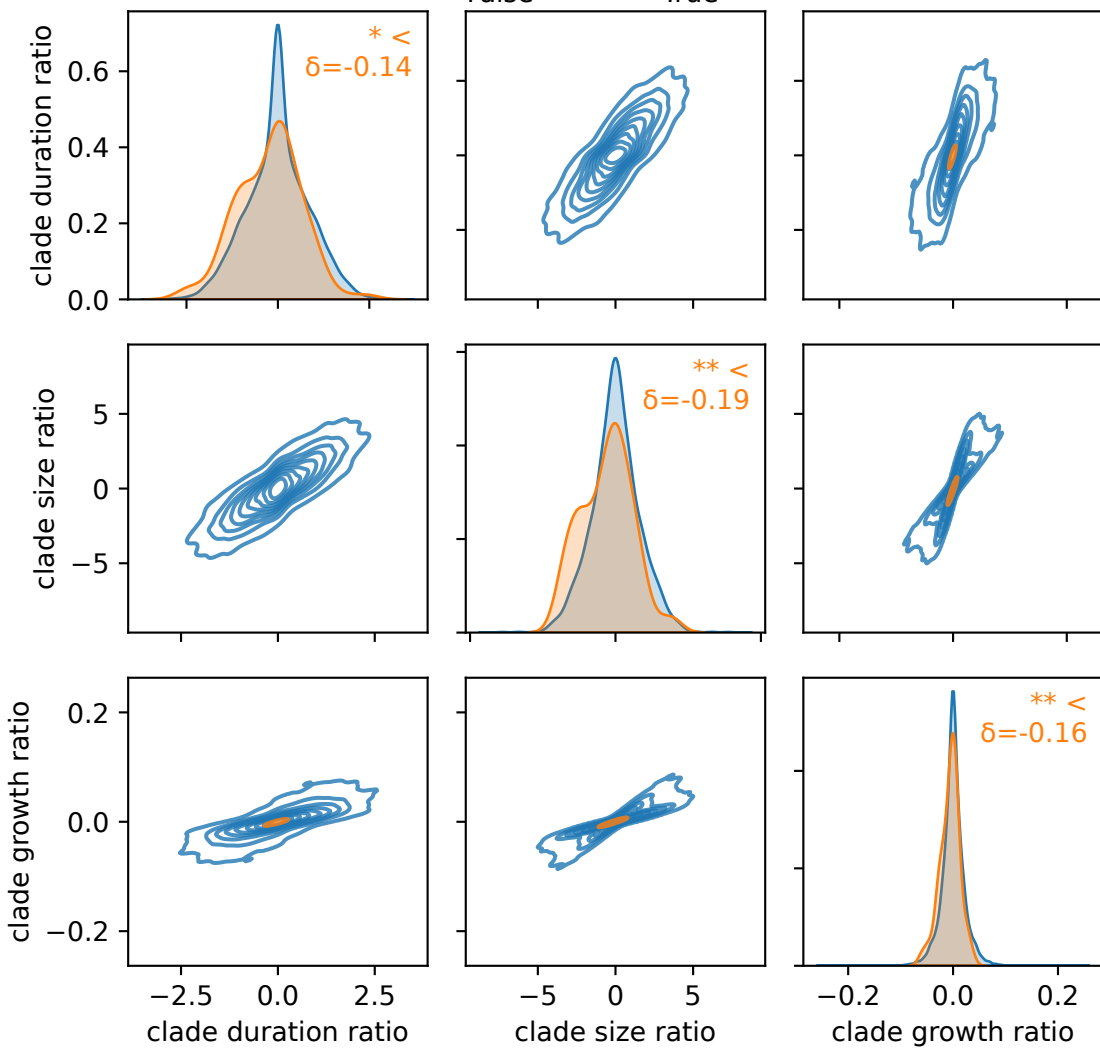 clade duration ratio
0.6
0.4
0.2
0.0
* <
δ=-0.14
clade size ratio
5
0
−5
** <
δ=-0.19
clade growth ratio
0.2
0.0
−0.2
** <
δ=-0.16
−2.5 0.0 2.5
−5 0 5
−0.2 0.0 0.2
clade duration ratio
clade size ratio
clade growth ratio